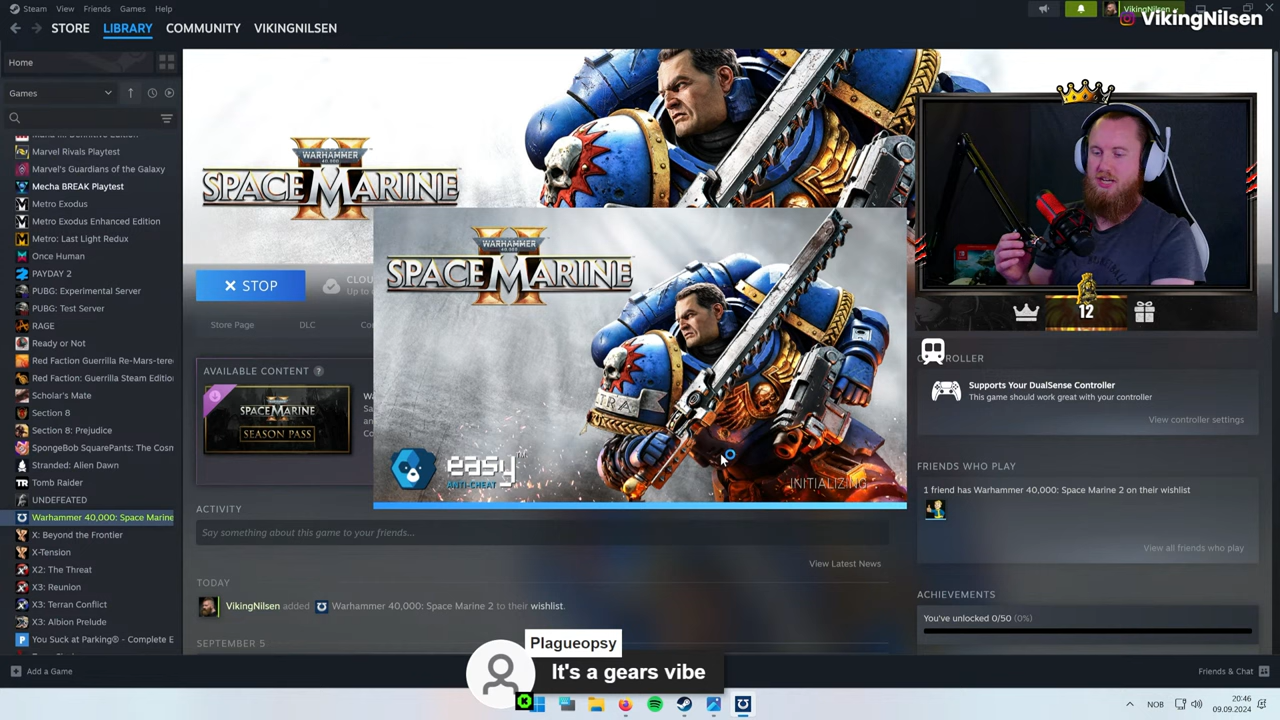 Steam View Friends Games Help
VikingNilsen
VikingNilsen
STORE LIBRARY COMMUNITY VIKINGNILSEN
Home
Games
Marvel Rivals Playtest
Marvel's Guardians of the Galaxy
Mecha BREAK Playtest
Metro Exodus
Metro Exodus Enhanced Edition
Metro: Last Light Redux
Once Human
PAYDAY 2
PUBG: Experimental Server
PUBG: Test Server
RAGE
Ready or Not
Red Faction Guerrilla Re-Mars-tere
Red Faction: Guerrilla Steam Editio
Scholar's Mate
Section 8
Section 8: Prejudice
SpongeBob SquarePants: The Cosm
Stranded: Alien Dawn
Tomb Raider
UNDEFEATED
Warhammer 40,000: Space Marine
X: Beyond the Frontier
X-Tension
X2: The Threat
X3: Reunion
X3: Terran Conflict
X3: Albion Prelude
You Suck at Parking® - Complete E
Add a Game
WARHAMMER
40,000
SPACE MARINE
II
STOP
CLOU
Up to
Store Page DLC Co
AVAILABLE CONTENT ?
SPACE MARINE
SEASON PASS
WARHAMMER
40,000
SPACE MARINE
II
ULTRA
easy™
ANTI-CHEAT
INITIALIZING...
ACTIVITY
Say something about this game to your friends...
View Latest News
TODAY
VikingNilsen added Warhammer 40,000: Space Marine 2 to their wishlist.
SEPTEMBER 5
12
CONTROLLER
Supports Your DualSense Controller
This game should work great with your controller
View controller settings
FRIENDS WHO PLAY
1 friend has Warhammer 40,000: Space Marine 2 on their wishlist
View all friends who play
ACHIEVEMENTS
You've unlocked 0/50 (0%)
Friends & Chat
Plagueopsy
It's a gears vibe
K
NOB
20:46
09.09.2024